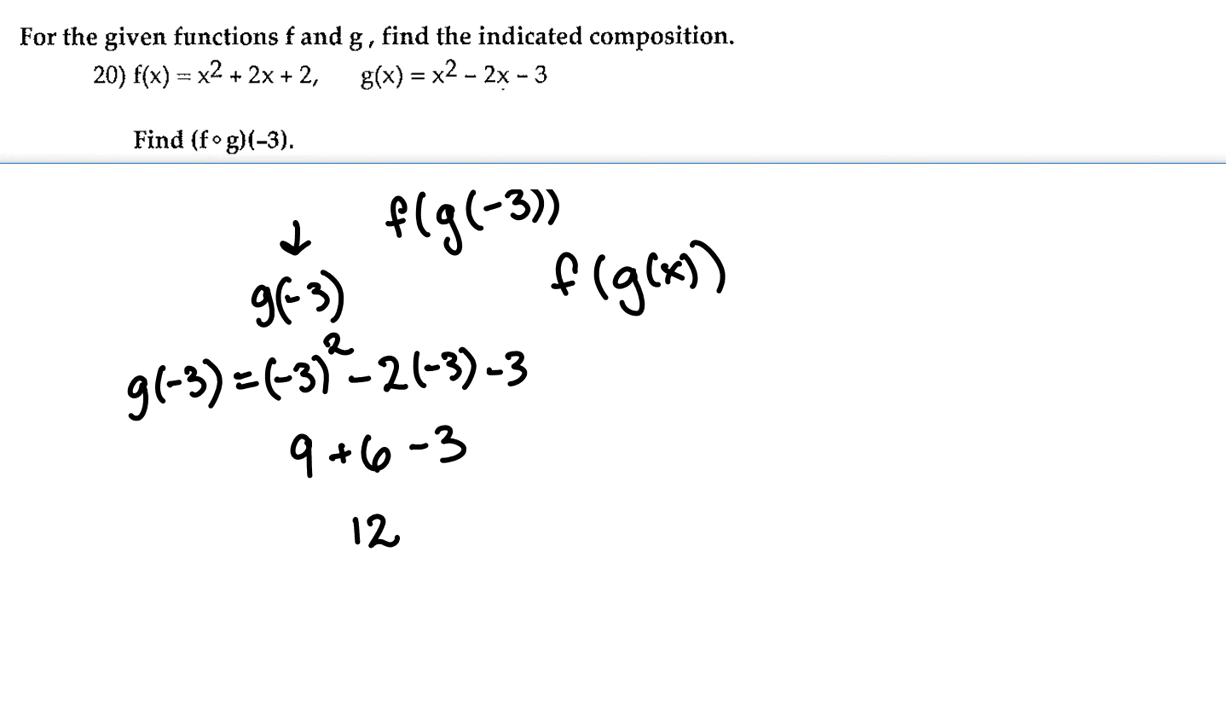 For the given functions f and g , find the indicated composition.
20) f(x) = x2 + 2x + 2, g(x) = x2 − 2x − 3
Find (f∘g)(−3).
f(g(-3))
↓
f(g(x))
g(-3)
g(-3) = (-3)² - 2(-3) - 3
9 + 6 - 3
12